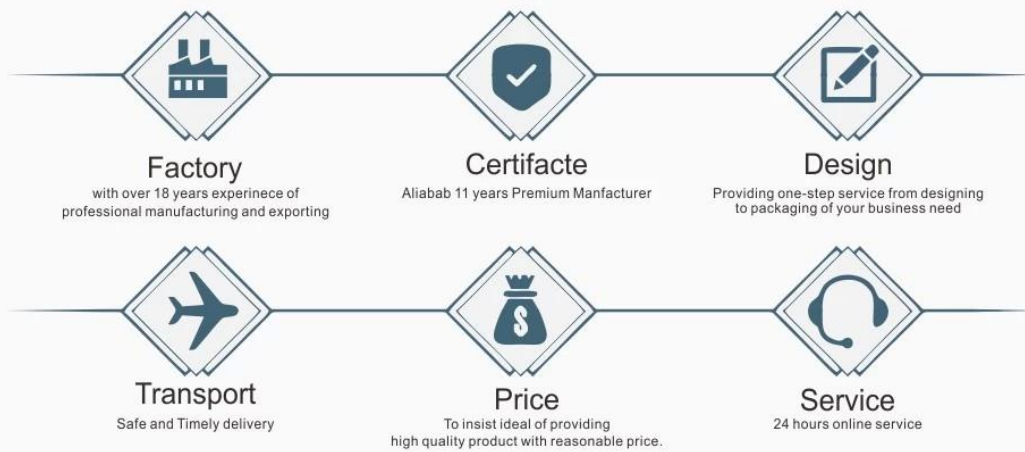 Factory
with over 18 years experinece of
professional manufacturing and exporting
Certifacte
Aliabab 11 years Premium Manfacturer
Design
Providing one-step service from designing
to packaging of your business need
Transport
Safe and Timely delivery
Price
To insist ideal of providing
high quality product with reasonable price.
Service
24 hours online service